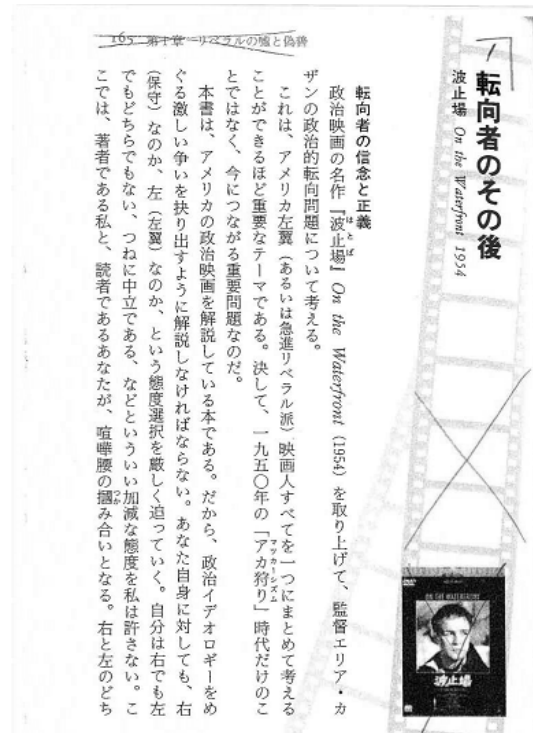 転向者のその後
波止場 On the Waterfront 1954
転向者の信念と正義
政治映画の名作『波止場』On the Waterfront (1954) を取り上げて、監督エリア・カ
ザンの政治的転向問題について考える。
これは、アメリカ左翼（あるいは急進リベラル派）映画人すべてを一つにまとめて考える
ことができるほど重要なテーマである。決して、一九五〇年の「アカ狩り」時代だけのこ
とではなく、今につながる重要問題なのだ。
本書は、アメリカの政治映画を解説している本である。だから、政治イデオロギーをめ
ぐる激しい争いを抉り出すように解説しなければならない。あなた自身に対しても、右
（保守）なのか、左（左翼）なのか、という態度選択を厳しく迫っていく。自分は右でも左
でもどちらでもない、つねに中立である、などといういい加減な態度を私は許さない。こ
こでは、著者である私と、読者であるあなたが、喧嘩腰の摑み合いとなる。右と左のどち
165 第十章 リベラルの嘘と偽善
ON THE WATERFRONT
波止場